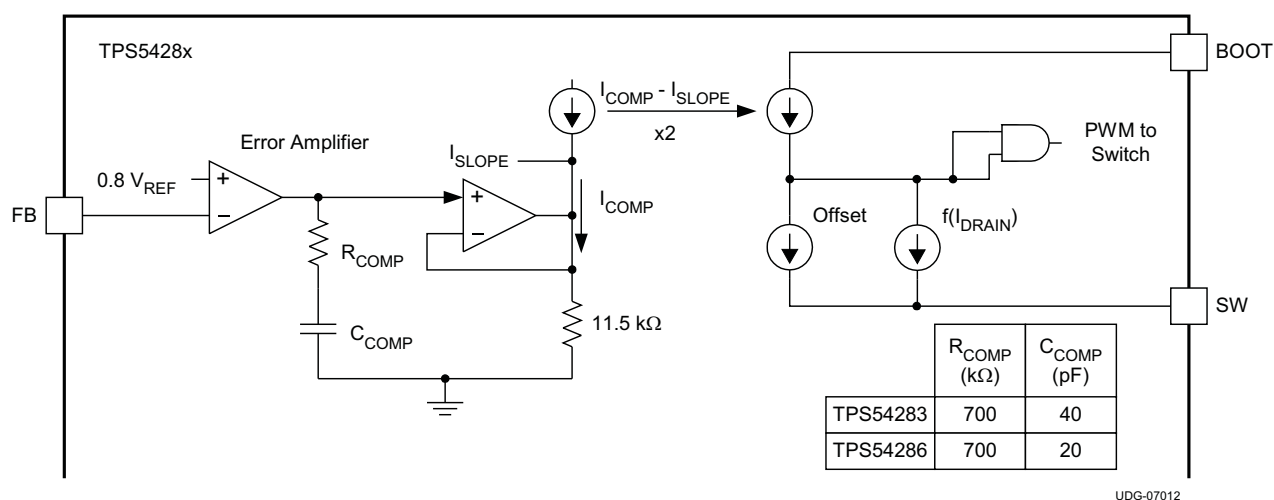 TPS5428x
BOOT
I_COMP - I_SLOPE
x2
Error Amplifier
PWM to
Switch
I_SLOPE
0.8 V_REF
+
−
+
−
I_COMP
FB
Offset
f(I_DRAIN)
R_COMP
C_COMP
11.5 kΩ
SW
R_COMP (kΩ) C_COMP (pF)
TPS54283 700 40
TPS54286 700 20
UDG-07012